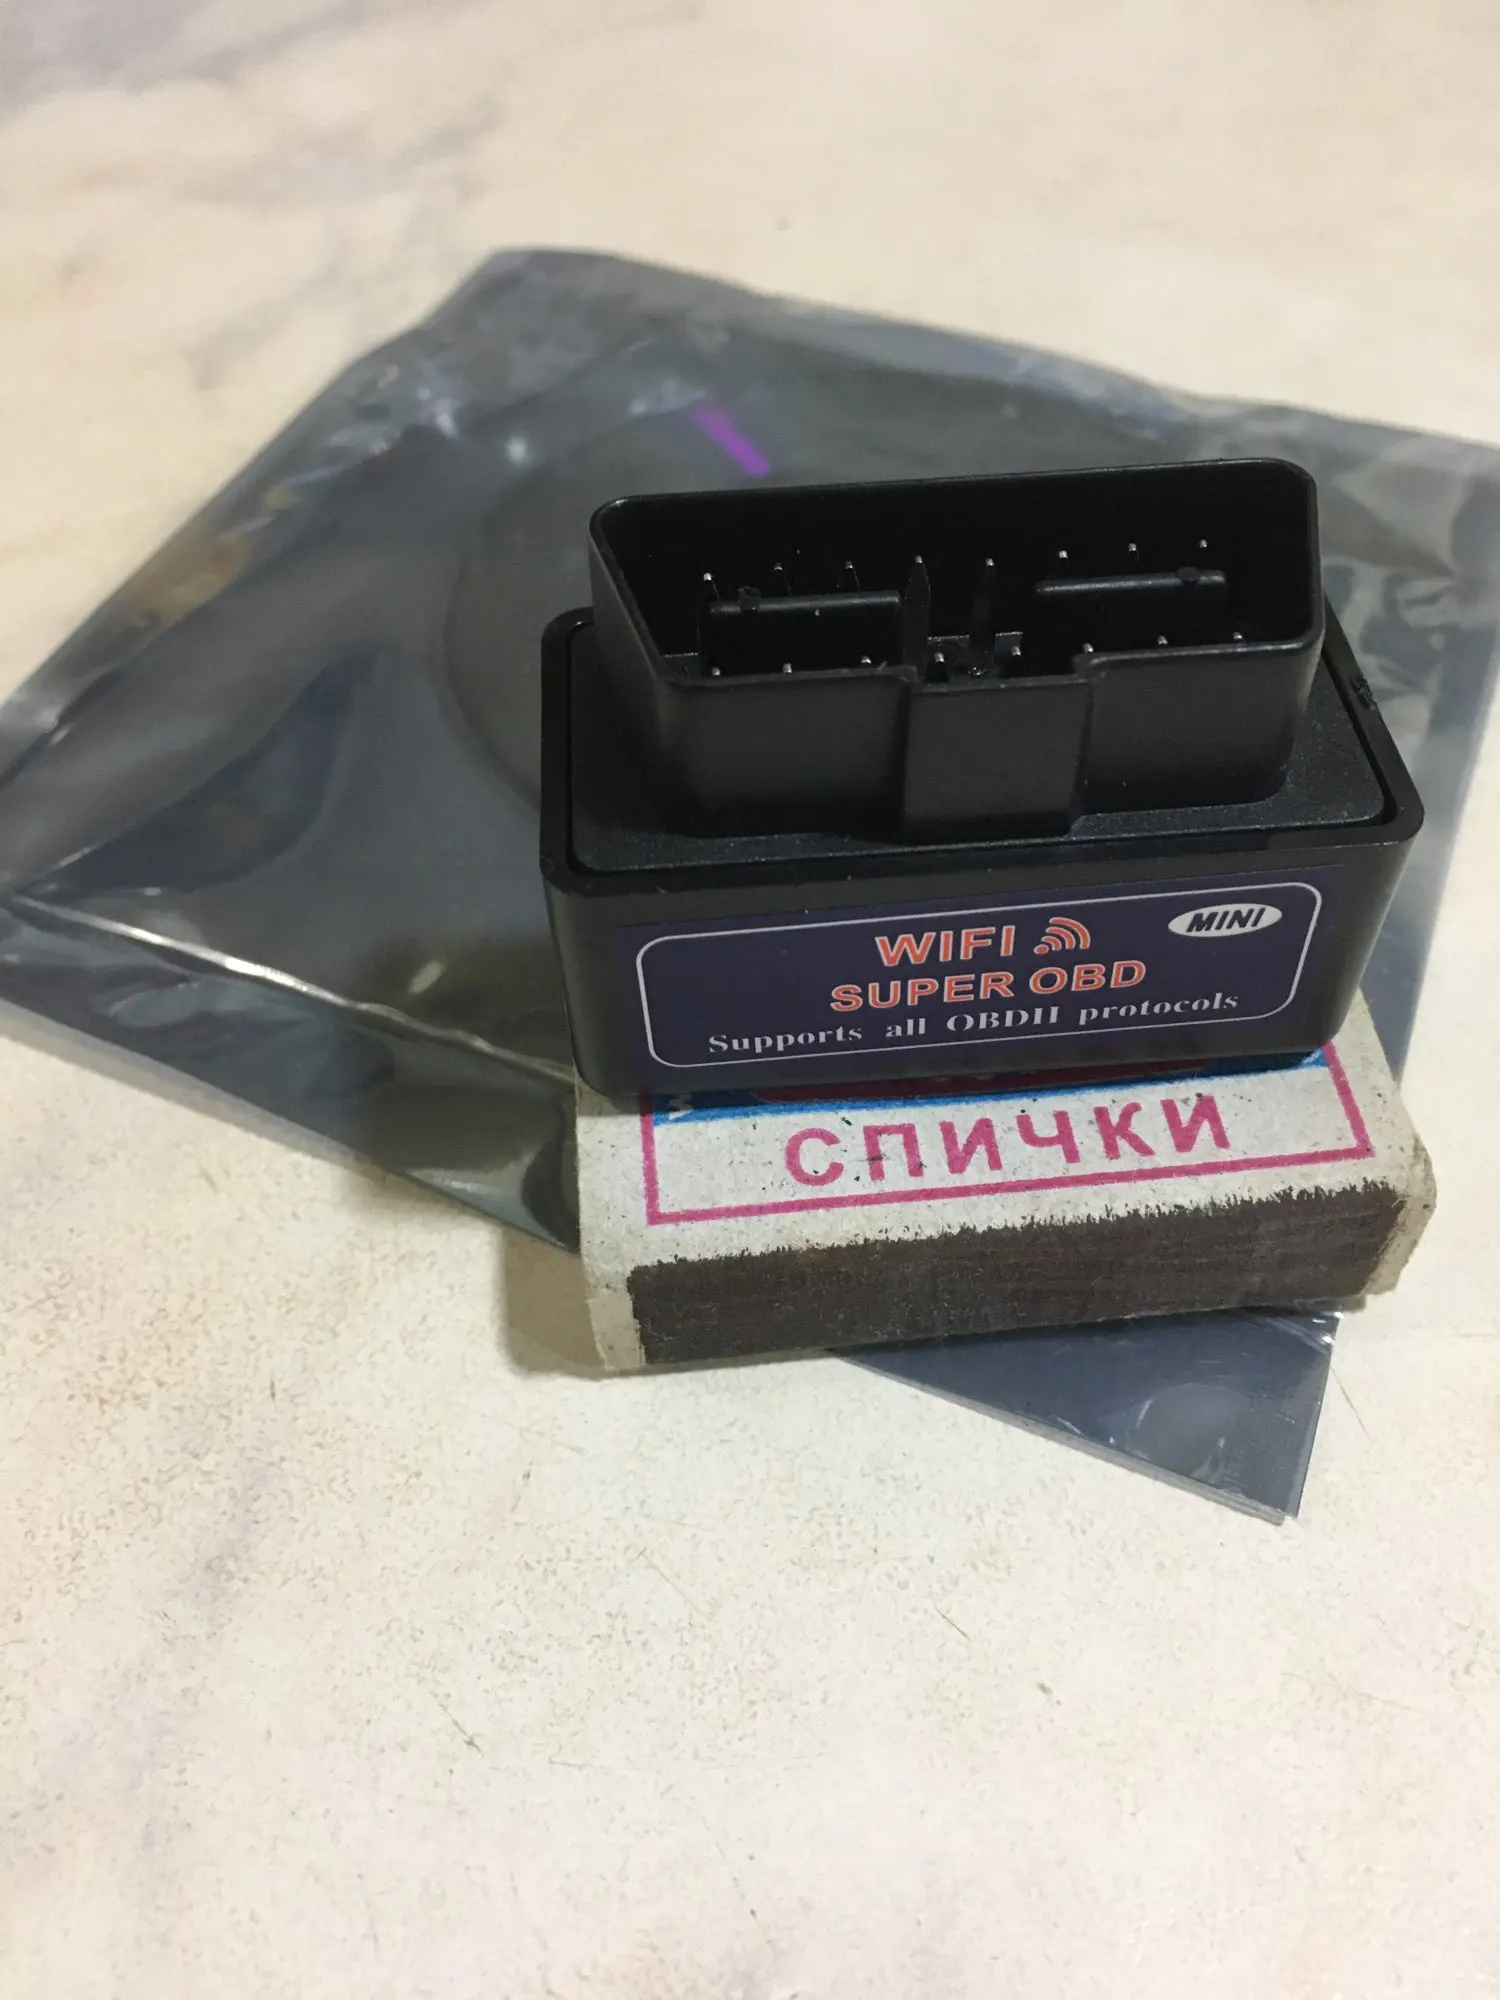 MINI
WIFI
SUPER OBD
Supports all OBDII protocols
СПИЧКИ